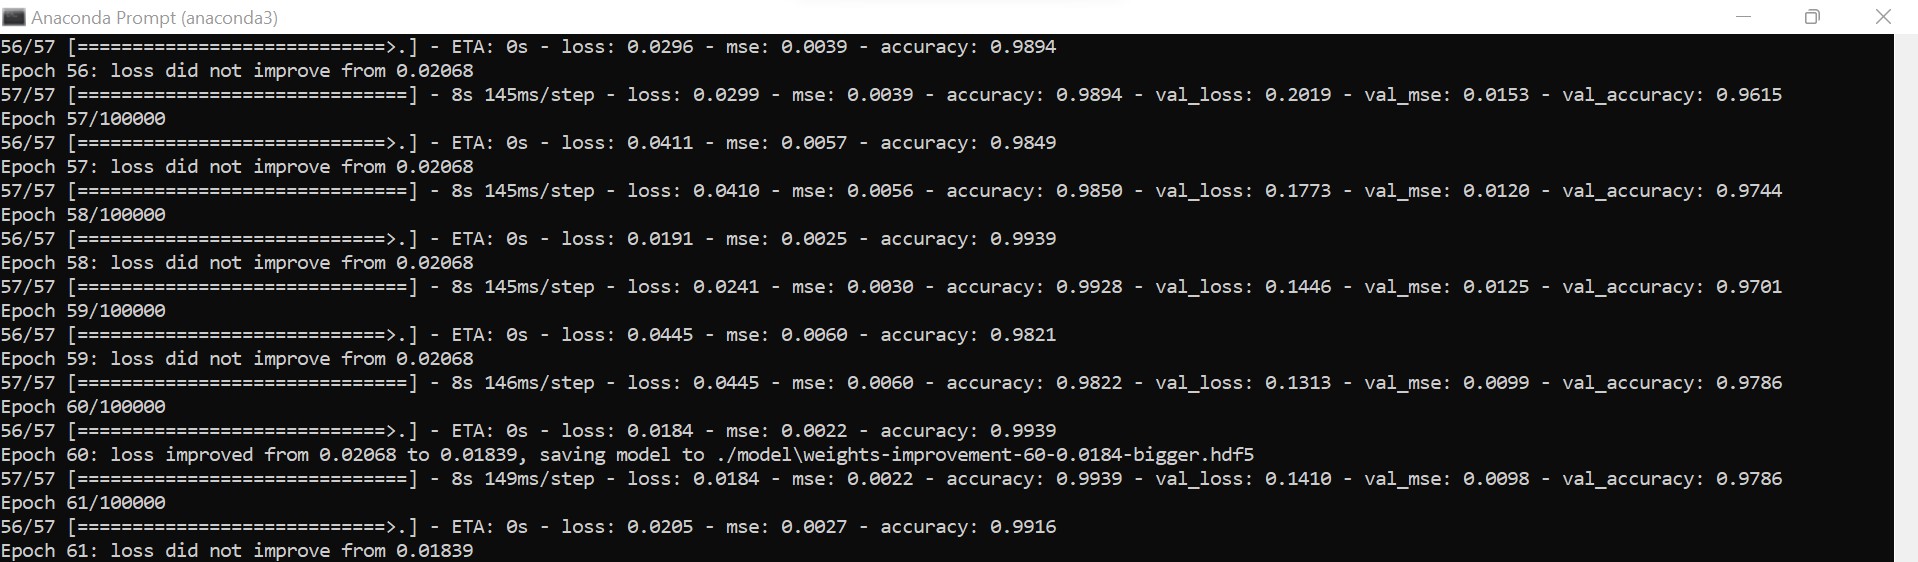 Anaconda Prompt (anaconda3)
56/57 [============================>.] - ETA: 0s - loss: 0.0296 - mse: 0.0039 - accuracy: 0.9894
Epoch 56: loss did not improve from 0.02068
57/57 [==============================] - 8s 145ms/step - loss: 0.0299 - mse: 0.0039 - accuracy: 0.9894 - val_loss: 0.2019 - val_mse: 0.0153 - val_accuracy: 0.9615
Epoch 57/100000
56/57 [============================>.] - ETA: 0s - loss: 0.0411 - mse: 0.0057 - accuracy: 0.9849
Epoch 57: loss did not improve from 0.02068
57/57 [==============================] - 8s 145ms/step - loss: 0.0410 - mse: 0.0056 - accuracy: 0.9850 - val_loss: 0.1773 - val_mse: 0.0120 - val_accuracy: 0.9744
Epoch 58/100000
56/57 [============================>.] - ETA: 0s - loss: 0.0191 - mse: 0.0025 - accuracy: 0.9939
Epoch 58: loss did not improve from 0.02068
57/57 [==============================] - 8s 145ms/step - loss: 0.0241 - mse: 0.0030 - accuracy: 0.9928 - val_loss: 0.1446 - val_mse: 0.0125 - val_accuracy: 0.9701
Epoch 59/100000
56/57 [============================>.] - ETA: 0s - loss: 0.0445 - mse: 0.0060 - accuracy: 0.9821
Epoch 59: loss did not improve from 0.02068
57/57 [==============================] - 8s 146ms/step - loss: 0.0445 - mse: 0.0060 - accuracy: 0.9822 - val_loss: 0.1313 - val_mse: 0.0099 - val_accuracy: 0.9786
Epoch 60/100000
56/57 [============================>.] - ETA: 0s - loss: 0.0184 - mse: 0.0022 - accuracy: 0.9939
Epoch 60: loss improved from 0.02068 to 0.01839, saving model to ./model\weights-improvement-60-0.0184-bigger.hdf5
57/57 [==============================] - 8s 149ms/step - loss: 0.0184 - mse: 0.0022 - accuracy: 0.9939 - val_loss: 0.1410 - val_mse: 0.0098 - val_accuracy: 0.9786
Epoch 61/100000
56/57 [============================>.] - ETA: 0s - loss: 0.0205 - mse: 0.0027 - accuracy: 0.9916
Epoch 61: loss did not improve from 0.01839